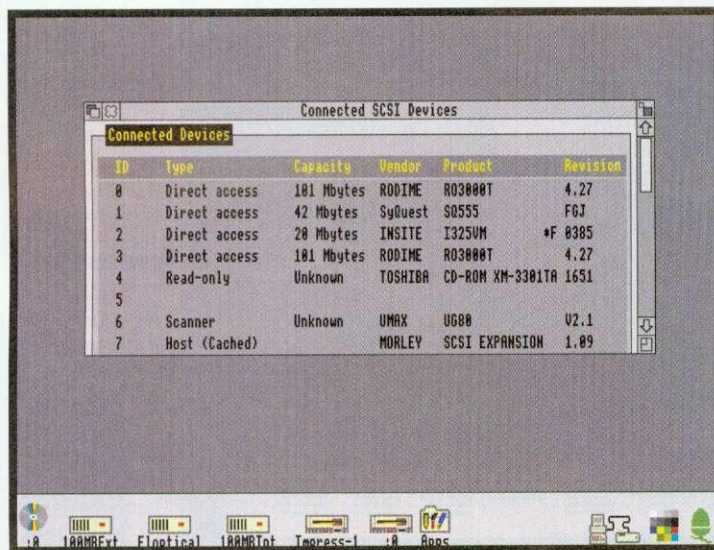 Connected SCSI Devices
Connected Devices
ID Type Capacity Vendor Product Revision
0 Direct access 101 Mbytes RODIME RO3000T 4.27
1 Direct access 42 Mbytes SyQuest SQ555 FGJ
2 Direct access 20 Mbytes INSITE I325VM *F 0385
3 Direct access 101 Mbytes RODIME RO3000T 4.27
4 Read-only Unknown TOSHIBA CD-ROM XM-3301TA 1651
5
6 Scanner Unknown UMAX UG80 V2.1
7 Host (Cached) MORLEY SCSI EXPANSION 1.09
:0 100MBExt Floptical 100MBInt Impress-1 :0 Apps